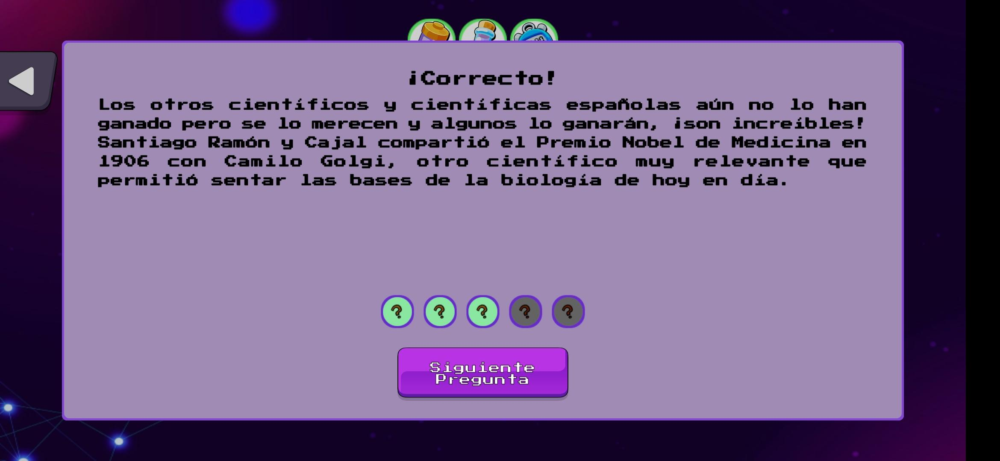 ¡Correcto!
Los otros científicos y científicas españolas aún no lo han
ganado pero se lo merecen y algunos lo ganarán, ¡son increíbles!
Santiago Ramón y Cajal compartió el Premio Nobel de Medicina en
1906 con Camilo Golgi, otro científico muy relevante que
permitió sentar las bases de la biología de hoy en día.
? ? ? ? ?
Siguiente
Pregunta